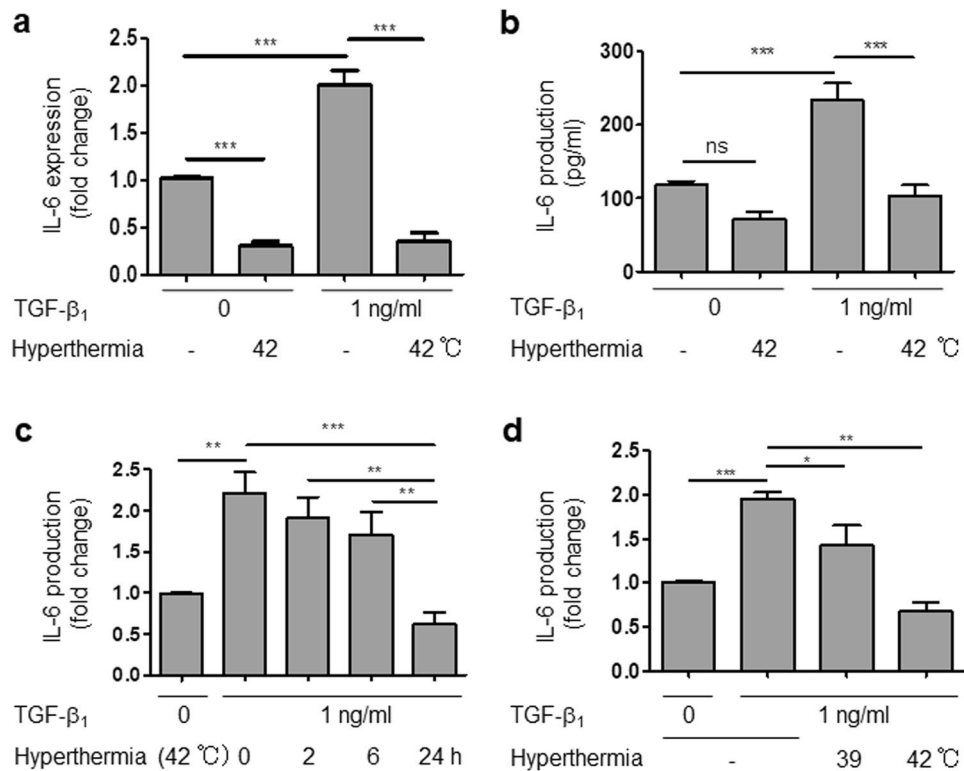 a
IL-6 expression
(fold change)
2.5
2.0
1.5
1.0
0.5
0.0
***
***
***
TGF-β₁ 0 1 ng/ml
Hyperthermia - 42 - 42 ℃
b
IL-6 production
(pg/ml)
300
200
100
0
***
***
ns
TGF-β₁ 0 1 ng/ml
Hyperthermia - 42 - 42 ℃
c
IL-6 production
(fold change)
2.5
2.0
1.5
1.0
0.5
0.0
**
***
**
**
TGF-β₁ 0 1 ng/ml
Hyperthermia (42 ℃) 0 2 6 24 h
d
IL-6 production
(fold change)
2.5
2.0
1.5
1.0
0.5
0.0
**
***
*
TGF-β₁ 0 1 ng/ml
Hyperthermia - 39 42 ℃